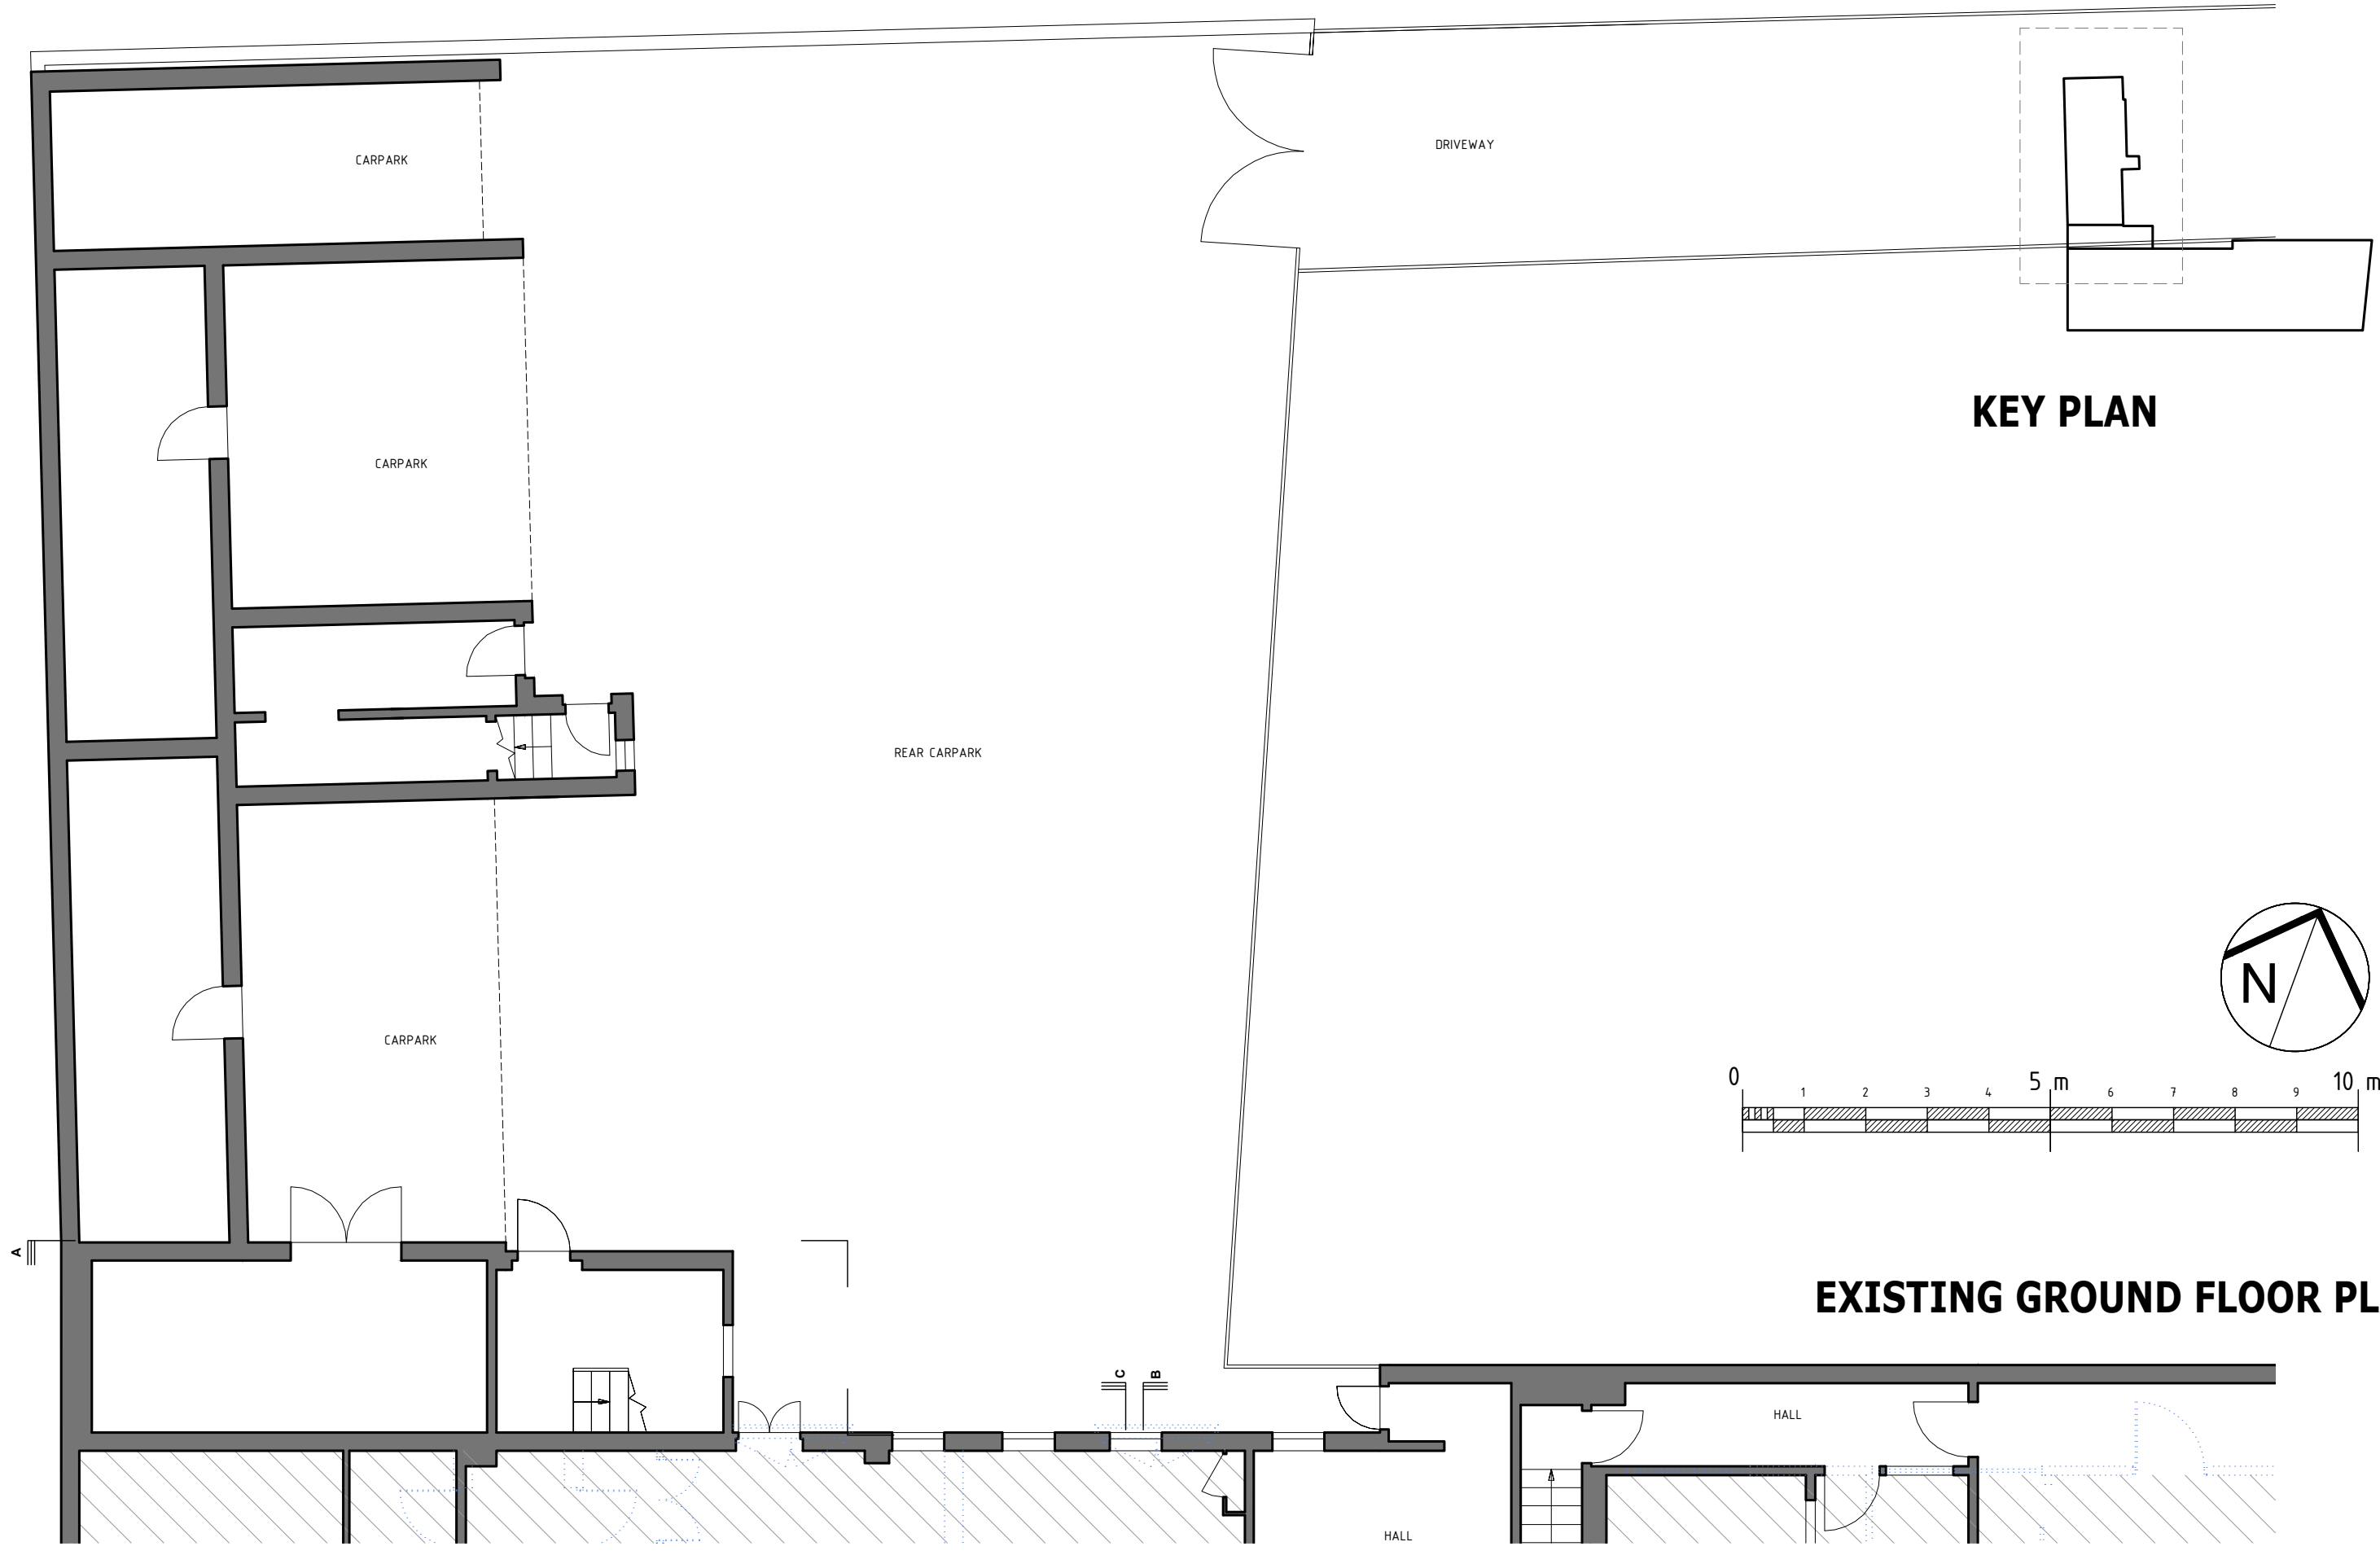 DRIVEWAY
CARPARK
KEY PLAN
CARPARK
REAR CARPARK
N
CARPARK
0 5 m 10 m
1 2 3 4 6 7 8 9
A
EXISTING GROUND FLOOR PL
C B
HALL
HALL